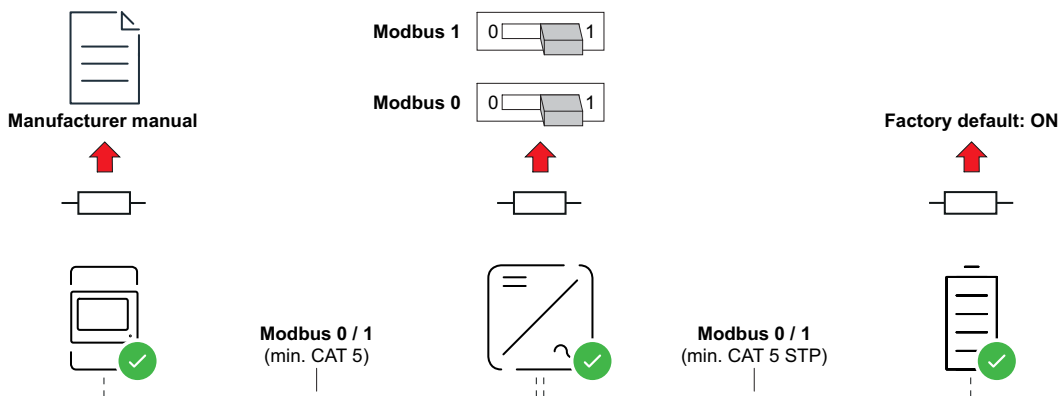 Modbus 1
0 1
Modbus 0
0 1
Manufacturer manual
Factory default: ON
Modbus 0 / 1
(min. CAT 5)
Modbus 0 / 1
(min. CAT 5 STP)